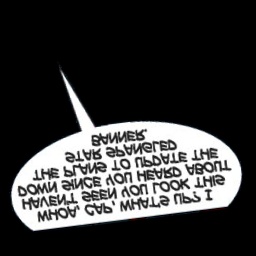 WHOA, CAP, WHAT'S UP? I
HAVEN'T SEEN YOU LOOK THIS
DOWN SINCE YOU HEARD ABOUT
THE PLANS TO UPDATE THE
STAR SPANGLED
BANNER.